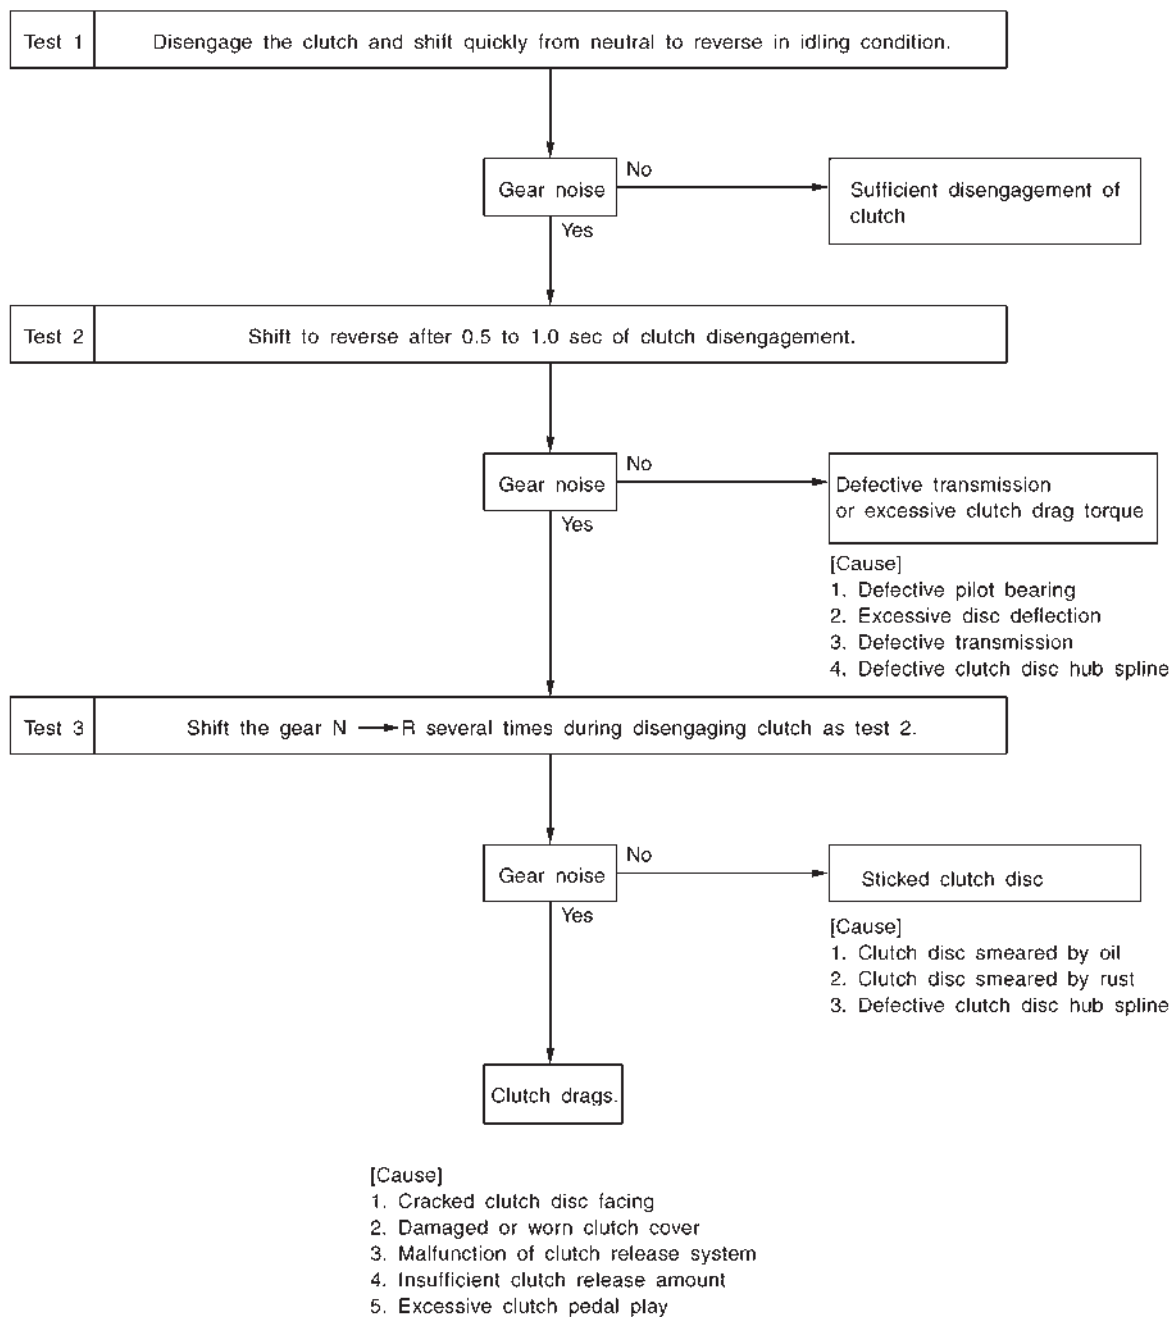 Test 1 Disengage the clutch and shift quickly from neutral to reverse in idling condition.
Gear noise
No
Sufficient disengagement of
clutch
Yes
Test 2 Shift to reverse after 0.5 to 1.0 sec of clutch disengagement.
Gear noise
No
Defective transmission
or excessive clutch drag torque
Yes
[Cause]
1. Defective pilot bearing
2. Excessive disc deflection
3. Defective transmission
4. Defective clutch disc hub spline
Test 3 Shift the gear N → R several times during disengaging clutch as test 2.
Gear noise
No
Sticked clutch disc
Yes
[Cause]
1. Clutch disc smeared by oil
2. Clutch disc smeared by rust
3. Defective clutch disc hub spline
Clutch drags.
[Cause]
1. Cracked clutch disc facing
2. Damaged or worn clutch cover
3. Malfunction of clutch release system
4. Insufficient clutch release amount
5. Excessive clutch pedal play